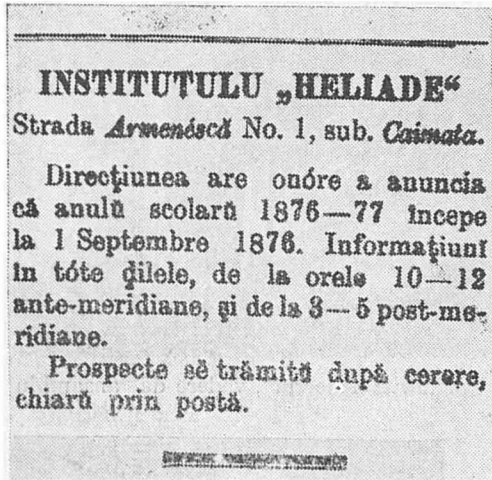 INSTITUTULU „HELIADE“
Strada Armenéscă No. 1, sub. Caimata.
Direcţiunea are onóre a anuncia
că anulŭ scolarŭ 1876—77 începe
la 1 Septembre 1876. Informaţiunĭ
în tóte ḑilele, de la orele 10—12
ante-meridiane, şi de la 3—5 post-me-
ridiane.
Prospecte sĕ trămitŭ după cerere,
chiarŭ prin postă.